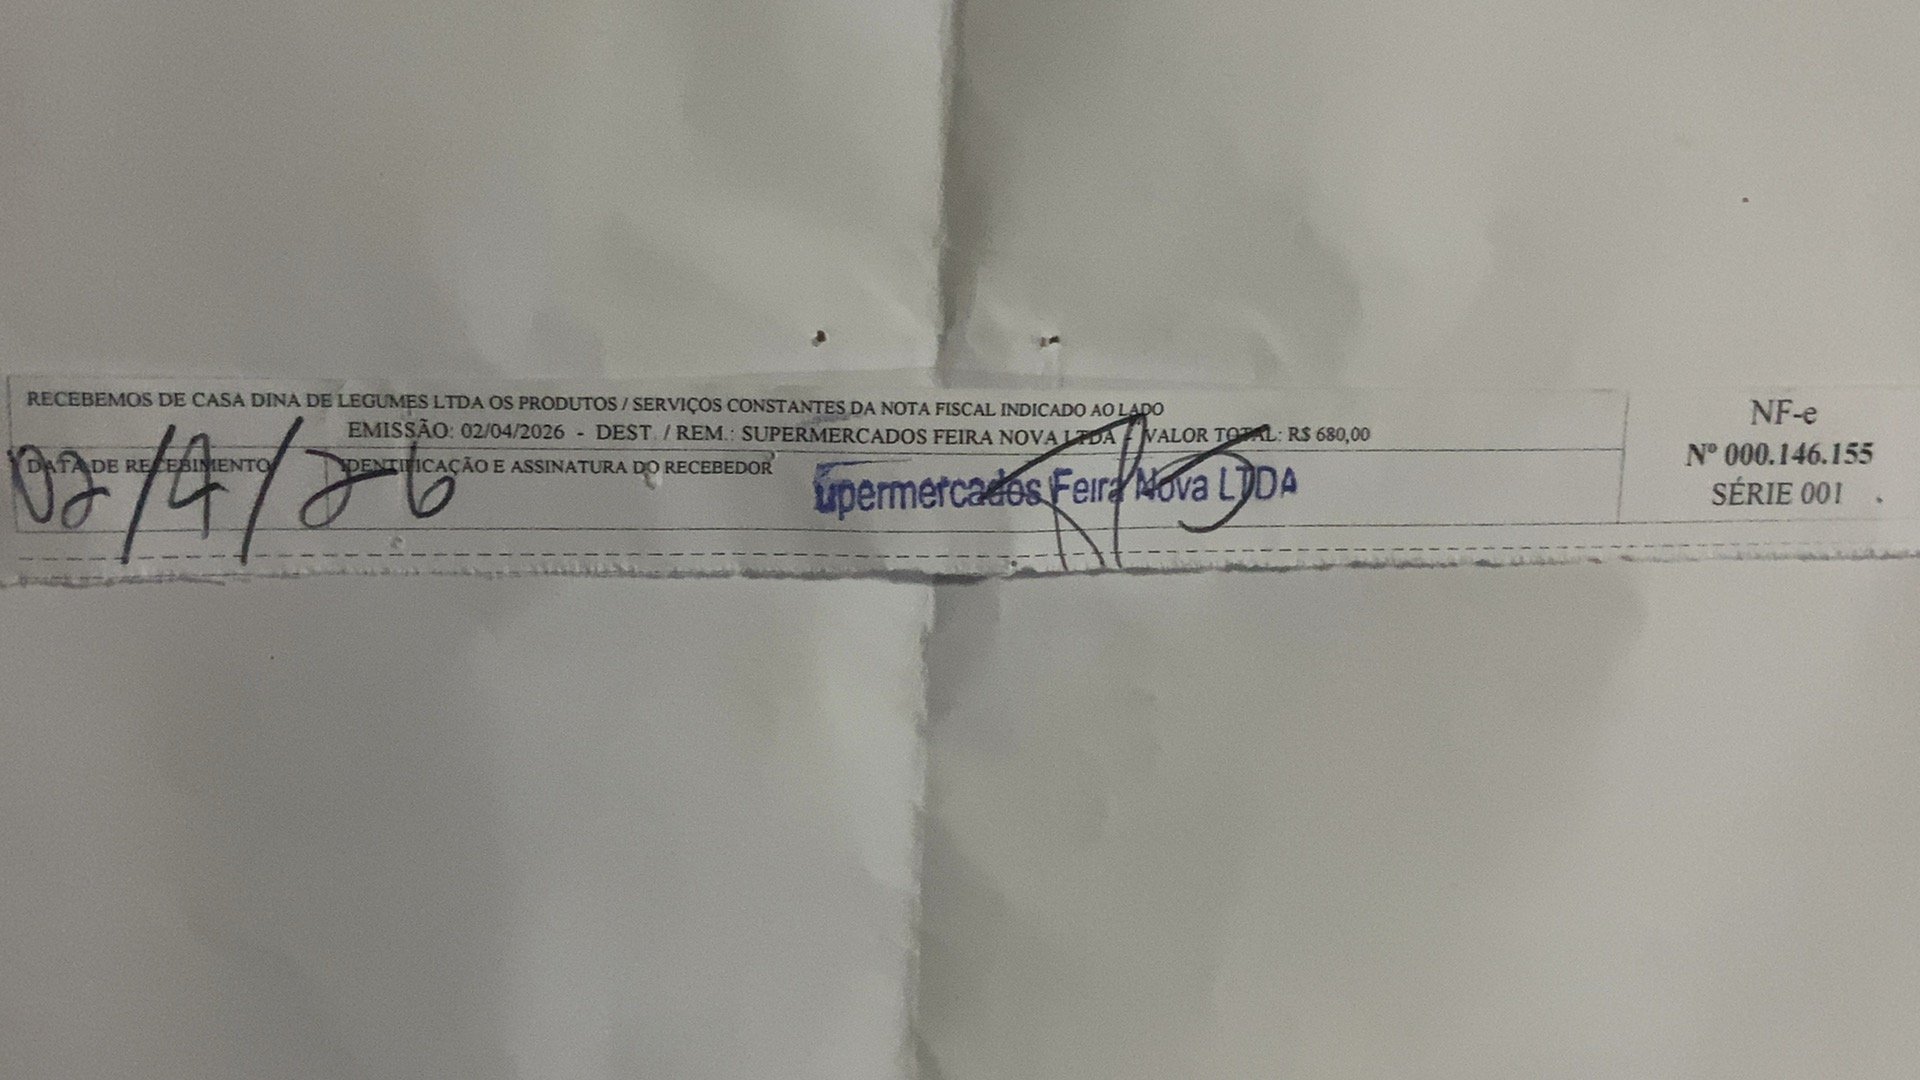 RECEBEMOS DE CASA DINA DE LEGUMES LTDA OS PRODUTOS / SERVIÇOS CONSTANTES DA NOTA FISCAL INDICADO AO LADO
EMISSÃO: 02/04/2026 - DEST. / REM.: SUPERMERCADOS FEIRA NOVA LTDA - VALOR TOTAL: R$ 680,00
DATA DE RECEBIMENTO
02/4/26
IDENTIFICAÇÃO E ASSINATURA DO RECEBEDOR
upermercados Feira Nova LTDA
NF-e
Nº 000.146.155
SÉRIE 001